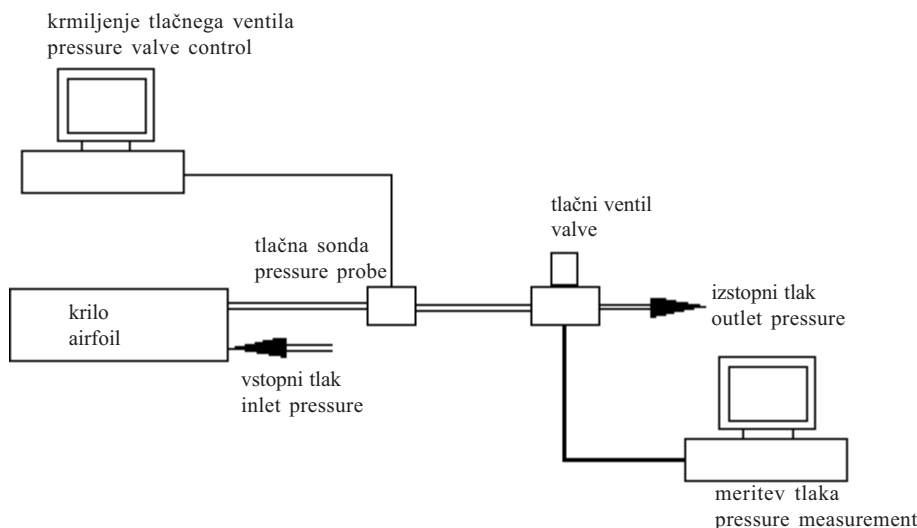 krmiljenje tlačnega ventila
pressure valve control
tlačni ventil
valve
tlačna sonda
pressure probe
krilo
airfoil
izstopni tlak
outlet pressure
vstopni tlak
inlet pressure
meritev tlaka
pressure measurement